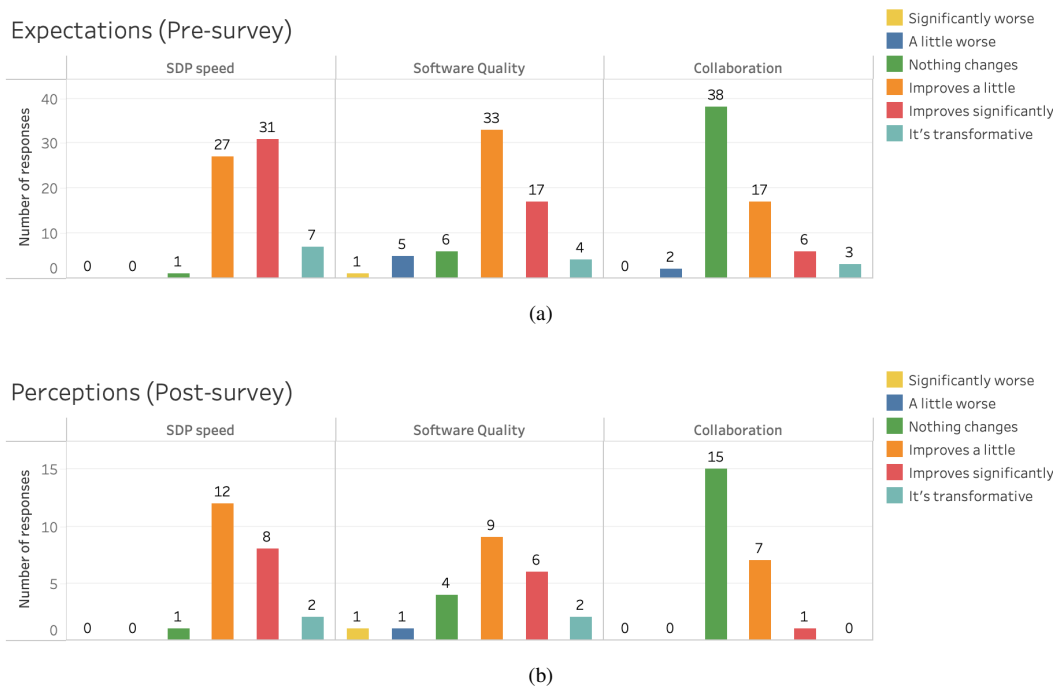 Expectations (Pre-survey)
Significantly worse
A little worse
Nothing changes
Improves a little
Improves significantly
It's transformative
SDP speed Software Quality Collaboration
Number of responses
40
30
20
10
0
0 0 1 27 31 7 1 5 6 33 17 4 0 2 38 17 6 3
(a)
Perceptions (Post-survey)
Significantly worse
A little worse
Nothing changes
Improves a little
Improves significantly
It's transformative
SDP speed Software Quality Collaboration
Number of responses
15
10
5
0
0 0 1 12 8 2 1 1 4 9 6 2 0 0 15 7 1 0
(b)